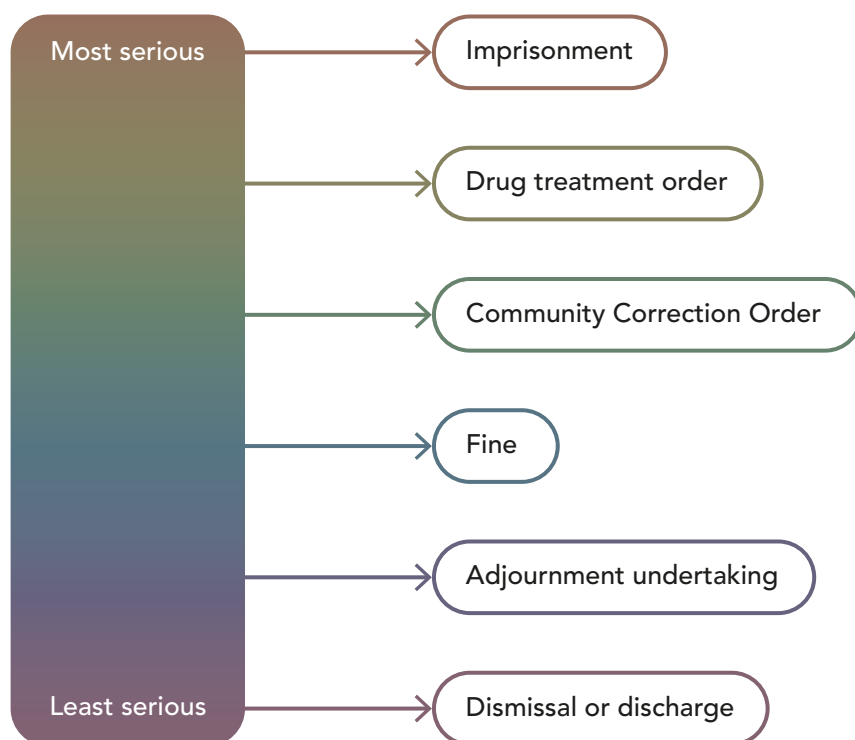 Most serious
Imprisonment
Drug treatment order
Community Correction Order
Fine
Adjournment undertaking
Least serious
Dismissal or discharge